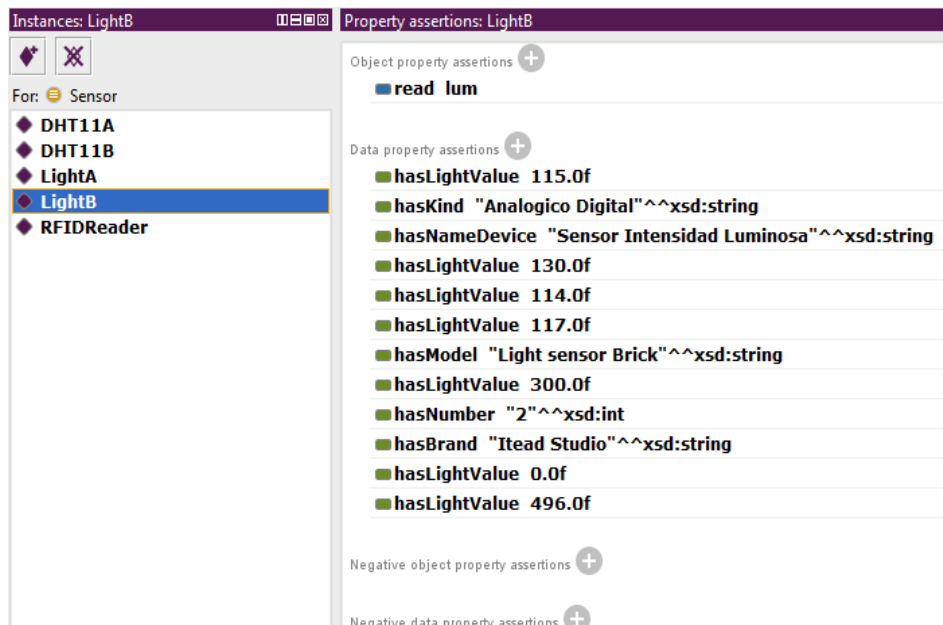 Instances: LightB
For: Sensor
DHT11A
DHT11B
LightA
LightB
RFIDReader
Property assertions: LightB
Object property assertions
read lum
Data property assertions
hasLightValue 115.0f
hasKind "Analogico Digital"^^xsd:string
hasNameDevice "Sensor Intensidad Luminosa"^^xsd:string
hasLightValue 130.0f
hasLightValue 114.0f
hasLightValue 117.0f
hasModel "Light sensor Brick"^^xsd:string
hasLightValue 300.0f
hasNumber "2"^^xsd:int
hasBrand "Itead Studio"^^xsd:string
hasLightValue 0.0f
hasLightValue 496.0f
Negative object property assertions
Negative data property assertions